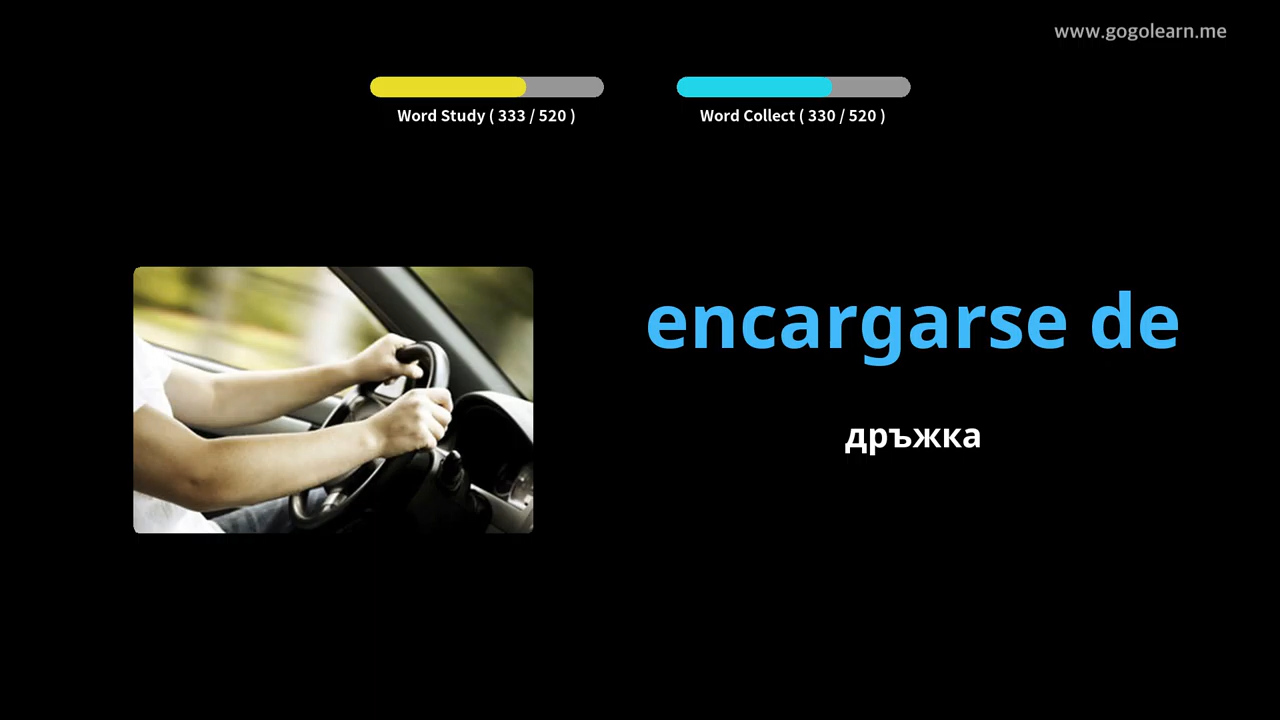 www.gogolearn.me
Word Study ( 333 / 520 )
Word Collect ( 330 / 520 )
encargarse de
дръжка